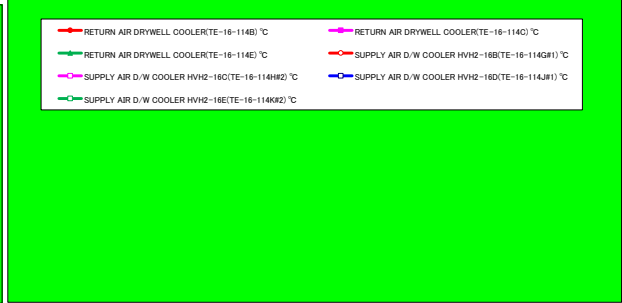 RETURN AIR DRYWELL COOLER(TE-16-114B) ℃
RETURN AIR DRYWELL COOLER(TE-16-114C) ℃
RETURN AIR DRYWELL COOLER(TE-16-114E) ℃
SUPPLY AIR D/W COOLER HVH2-16B(TE-16-114G#1) ℃
SUPPLY AIR D/W COOLER HVH2-16C(TE-16-114H#2) ℃
SUPPLY AIR D/W COOLER HVH2-16D(TE-16-114J#1) ℃
SUPPLY AIR D/W COOLER HVH2-16E(TE-16-114K#2) ℃